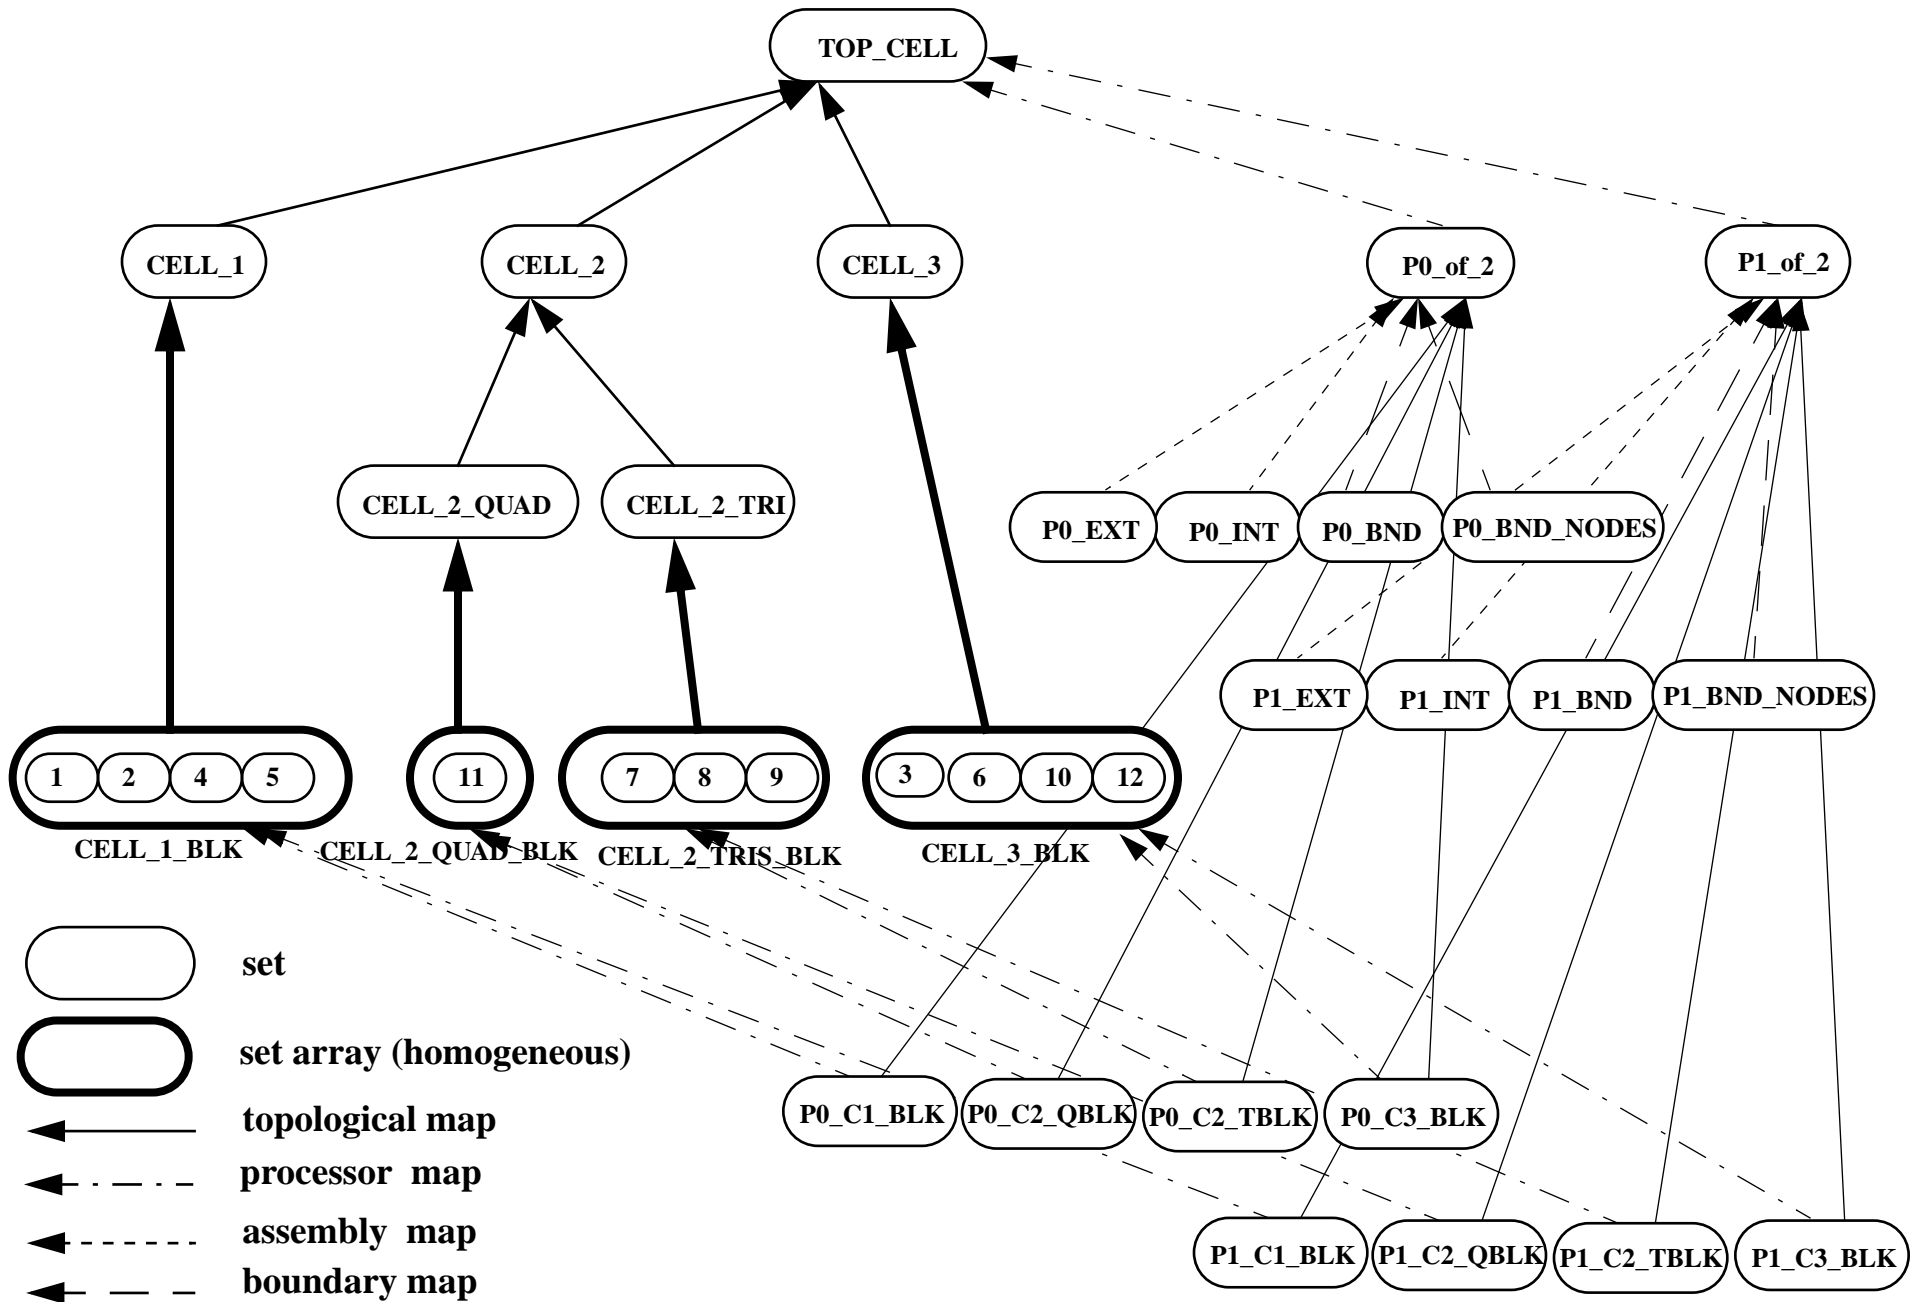 TOP_CELL
CELL_1
CELL_2
CELL_3
P0_of_2
P1_of_2
CELL_2_QUAD
CELL_2_TRI
P0_EXT
P0_INT
P0_BND
P0_BND_NODES
P1_EXT
P1_INT
P1_BND
P1_BND_NODES
1 2 4 5
11
7 8 9
3 6 10 12
CELL_1_BLK
CELL_2_QUAD_BLK
CELL_2_TRIS_BLK
CELL_3_BLK
set
set array (homogeneous)
topological map
processor map
assembly map
boundary map
P0_C1_BLK
P0_C2_QBLK
P0_C2_TBLK
P0_C3_BLK
P1_C1_BLK
P1_C2_QBLK
P1_C2_TBLK
P1_C3_BLK